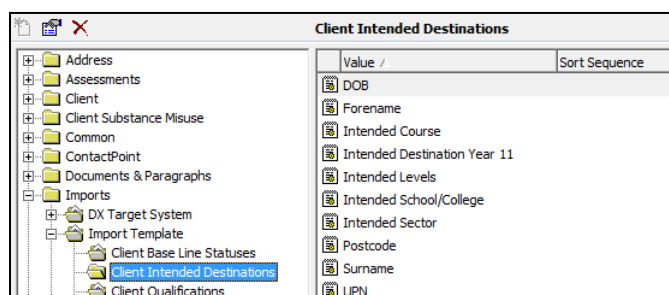 Client Intended Destinations
Address
Assessments
Client
Client Substance Misuse
Common
ContactPoint
Documents & Paragraphs
Imports
DX Target System
Import Template
Client Base Line Statuses
Client Intended Destinations
Client Qualifications
Value Sort Sequence
DOB
Forename
Intended Course
Intended Destination Year 11
Intended Levels
Intended School/College
Intended Sector
Postcode
Surname
UPN